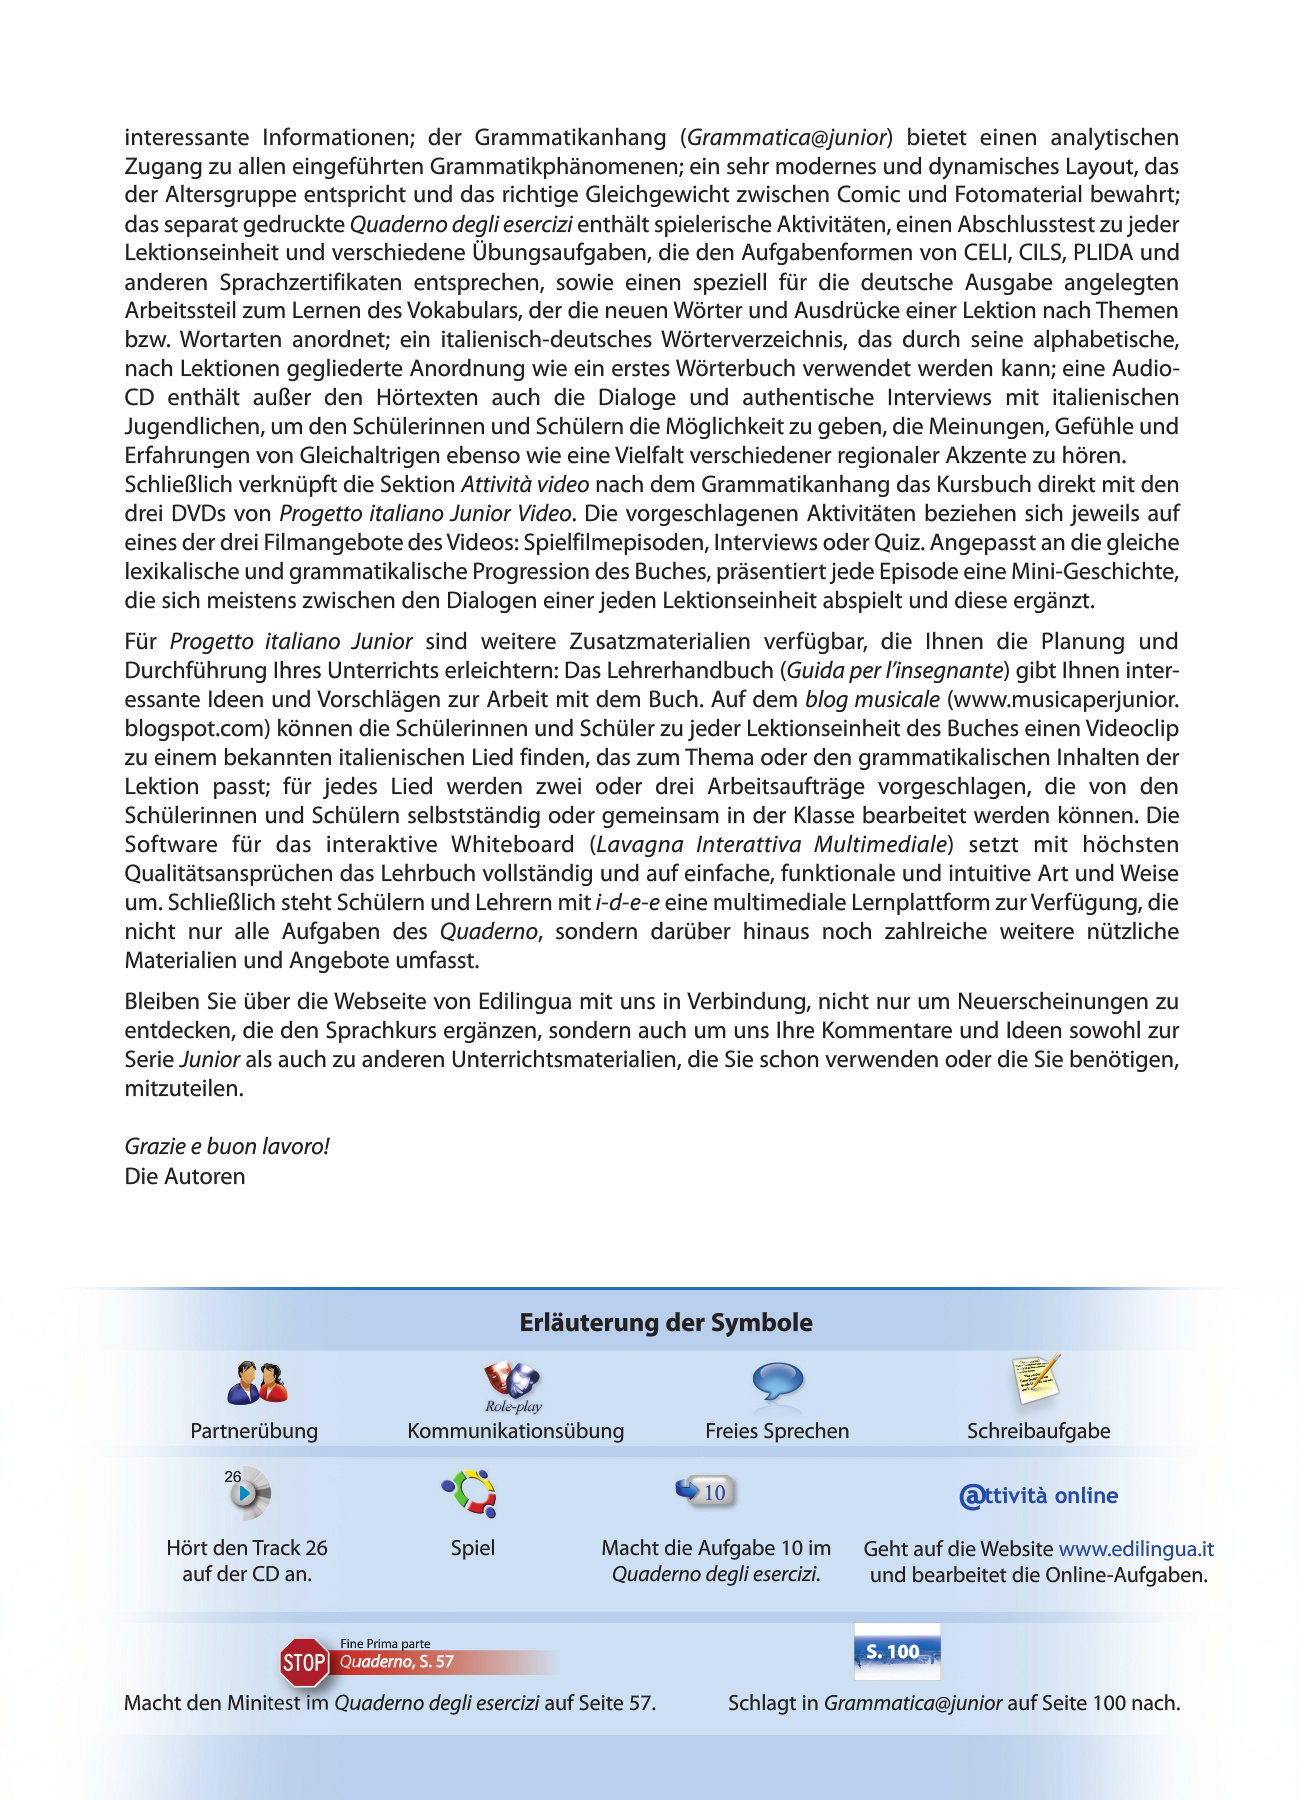 interessante Informationen; der Grammatikanhang (Grammatica@junior) bietet einen analytischen
Zugang zu allen eingeführten Grammatikphänomenen; ein sehr modernes und dynamisches Layout, das
der Altersgruppe entspricht und das richtige Gleichgewicht zwischen Comic und Fotomaterial bewahrt;
das separat gedruckte Quaderno degli esercizi enthält spielerische Aktivitäten, einen Abschlusstest zu jeder
Lektionseinheit und verschiedene Übungsaufgaben, die den Aufgabenformen von CELI, CILS, PLIDA und
anderen Sprachzertifikaten entsprechen, sowie einen speziell für die deutsche Ausgabe angelegten
Arbeitssteil zum Lernen des Vokabulars, der die neuen Wörter und Ausdrücke einer Lektion nach Themen
bzw. Wortarten anordnet; ein italienisch-deutsches Wörterverzeichnis, das durch seine alphabetische,
nach Lektionen gegliederte Anordnung wie ein erstes Wörterbuch verwendet werden kann; eine Audio-
CD enthält außer den Hörtexten auch die Dialoge und authentische Interviews mit italienischen
Jugendlichen, um den Schülerinnen und Schülern die Möglichkeit zu geben, die Meinungen, Gefühle und
Erfahrungen von Gleichaltrigen ebenso wie eine Vielfalt verschiedener regionaler Akzente zu hören.
Schließlich verknüpft die Sektion Attività video nach dem Grammatikanhang das Kursbuch direkt mit den
drei DVDs von Progetto italiano Junior Video. Die vorgeschlagenen Aktivitäten beziehen sich jeweils auf
eines der drei Filmangebote des Videos: Spielfilmepisoden, Interviews oder Quiz. Angepasst an die gleiche
lexikalische und grammatikalische Progression des Buches, präsentiert jede Episode eine Mini-Geschichte,
die sich meistens zwischen den Dialogen einer jeden Lektionseinheit abspielt und diese ergänzt.
Für Progetto italiano Junior sind weitere Zusatzmaterialien verfügbar, die Ihnen die Planung und
Durchführung Ihres Unterrichts erleichtern: Das Lehrerhandbuch (Guida per l'insegnante) gibt Ihnen inter-
essante Ideen und Vorschlägen zur Arbeit mit dem Buch. Auf dem blog musicale (www.musicaperjunior.
blogspot.com) können die Schülerinnen und Schüler zu jeder Lektionseinheit des Buches einen Videoclip
zu einem bekannten italienischen Lied finden, das zum Thema oder den grammatikalischen Inhalten der
Lektion passt; für jedes Lied werden zwei oder drei Arbeitsaufträge vorgeschlagen, die von den
Schülerinnen und Schülern selbstständig oder gemeinsam in der Klasse bearbeitet werden können. Die
Software für das interaktive Whiteboard (Lavagna Interattiva Multimediale) setzt mit höchsten
Qualitätsansprüchen das Lehrbuch vollständig und auf einfache, funktionale und intuitive Art und Weise
um. Schließlich steht Schülern und Lehrern mit i-d-e-e eine multimediale Lernplattform zur Verfügung, die
nicht nur alle Aufgaben des Quaderno, sondern darüber hinaus noch zahlreiche weitere nützliche
Materialien und Angebote umfasst.
Bleiben Sie über die Webseite von Edilingua mit uns in Verbindung, nicht nur um Neuerscheinungen zu
entdecken, die den Sprachkurs ergänzen, sondern auch um uns Ihre Kommentare und Ideen sowohl zur
Serie Junior als auch zu anderen Unterrichtsmaterialien, die Sie schon verwenden oder die Sie benötigen,
mitzuteilen.
Grazie e buon lavoro!
Die Autoren
Erläuterung der Symbole
Role-play
Partnerübung
Kommunikationsübung
Freies Sprechen
Schreibaufgabe
26
10
@ttività online
Hört den Track 26
auf der CD an.
Spiel
Macht die Aufgabe 10 im
Quaderno degli esercizi.
Geht auf die Website www.edilingua.it
und bearbeitet die Online-Aufgaben.
STOP
Fine Prima parte
Quaderno, S. 57
S. 100
Macht den Minitest im Quaderno degli esercizi auf Seite 57.
Schlagt in Grammatica@junior auf Seite 100 nach.